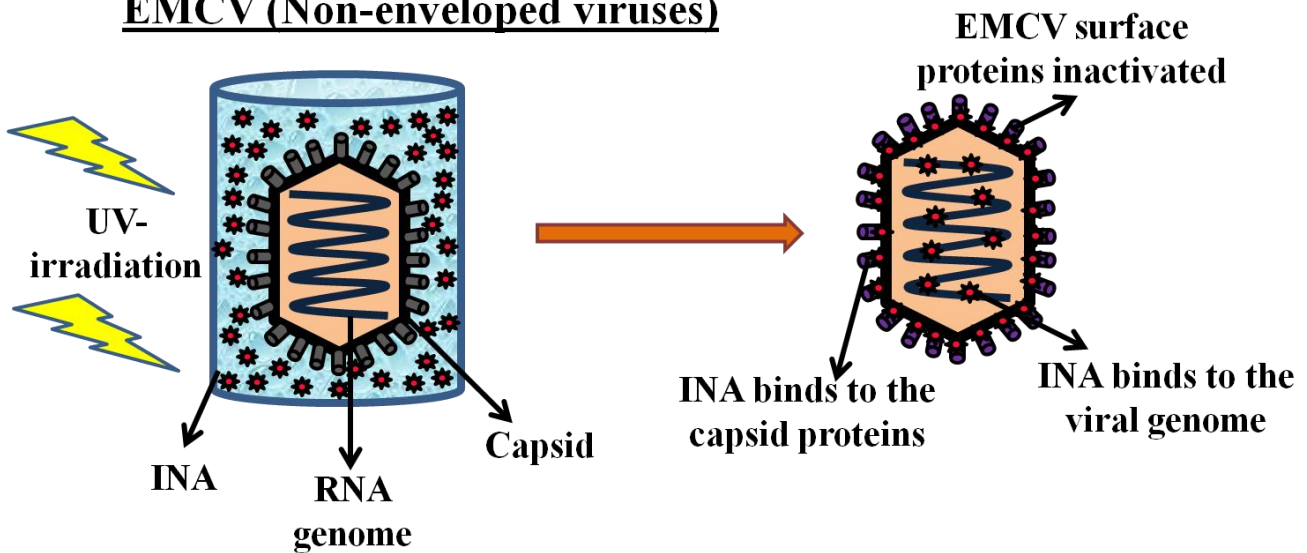 EMCV (Non-enveloped viruses)
EMCV surface
proteins inactivated
UV-
irradiation
INA
RNA
genome
Capsid
INA binds to the
capsid proteins
INA binds to the
viral genome